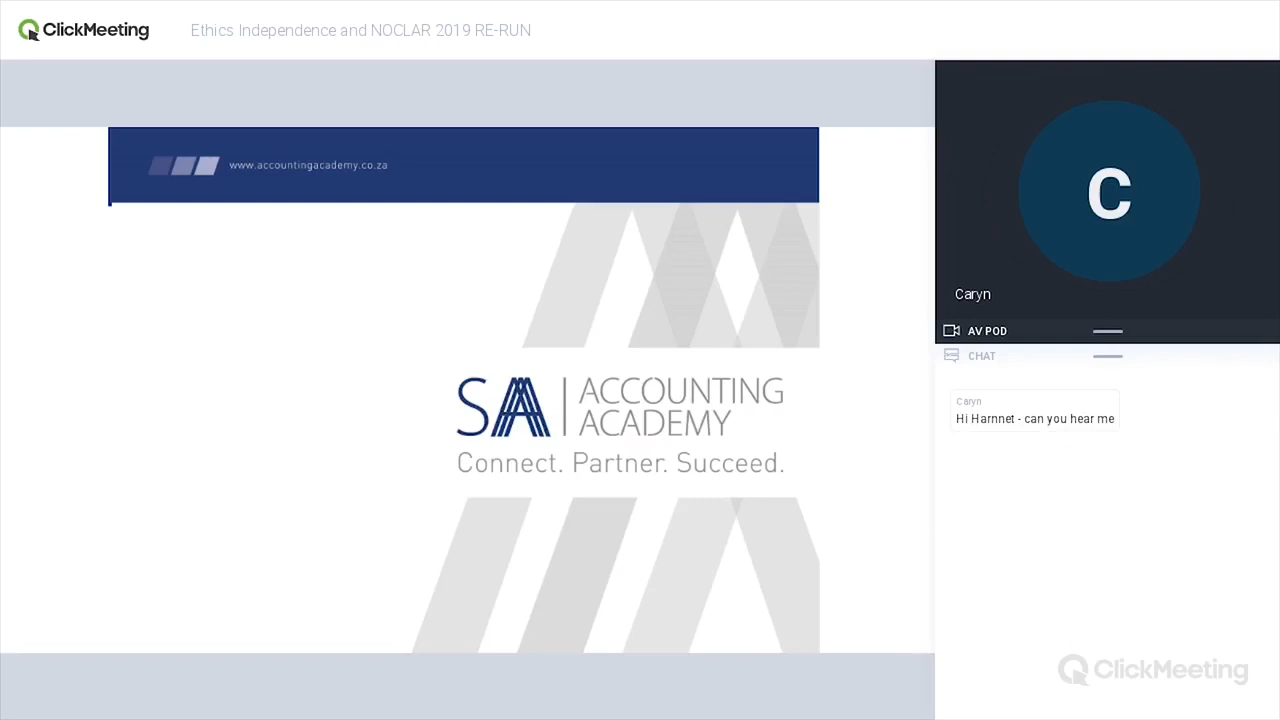 ClickMeeting
Ethics Independence and NOCLAR 2019 RE-RUN
www.accountingacademy.co.za
SAA
ACCOUNTING
ACADEMY
Connect. Partner. Succeed.
C
Caryn
AV POD
CHAT
Caryn
Hi Harnnet - can you hear me
ClickMeeting